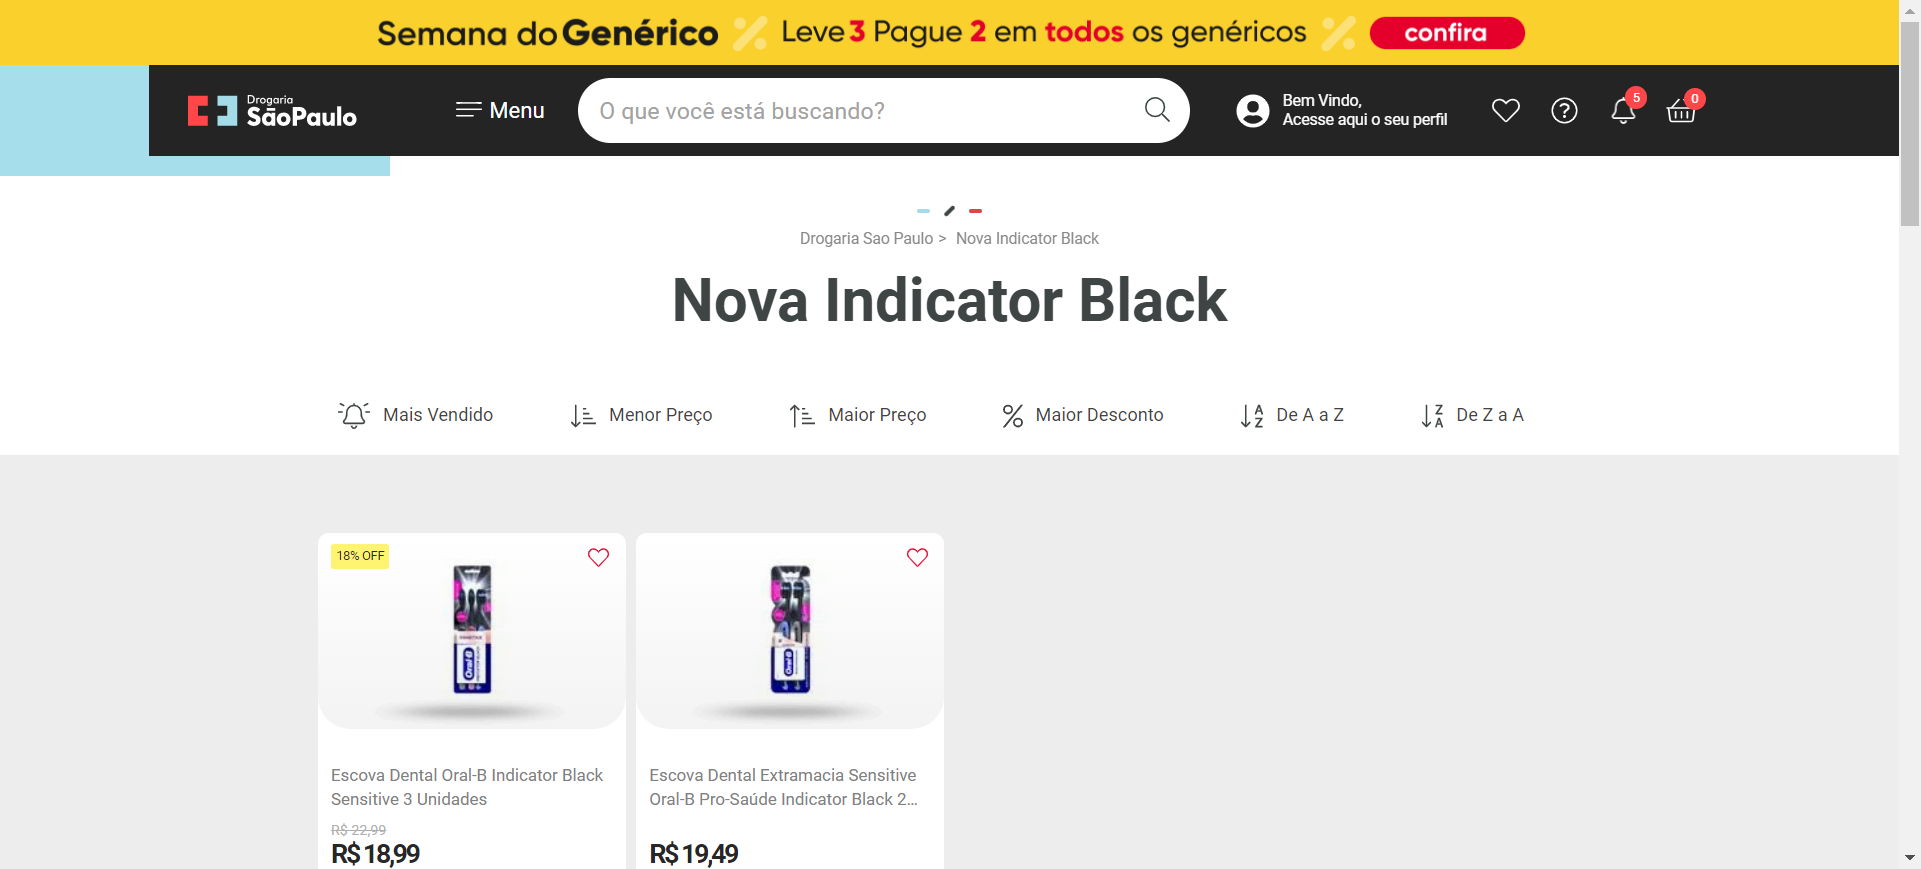 Semana do Genérico Leve 3 Pague 2 em todos os genéricos confira
Drogaria
SãoPaulo
Menu
O que você está buscando?
Bem Vindo,
Acesse aqui o seu perfil
5
0
Drogaria Sao Paulo > Nova Indicator Black
Nova Indicator Black
Mais Vendido
Menor Preço
Maior Preço
Maior Desconto
De A a Z
De Z a A
18% OFF
Oral-B
Escova Dental Oral-B Indicator Black
Sensitive 3 Unidades
R$ 22,99
R$ 18,99
Oral-B
Escova Dental Extramacia Sensitive
Oral-B Pro-Saúde Indicator Black 2...
R$ 19,49